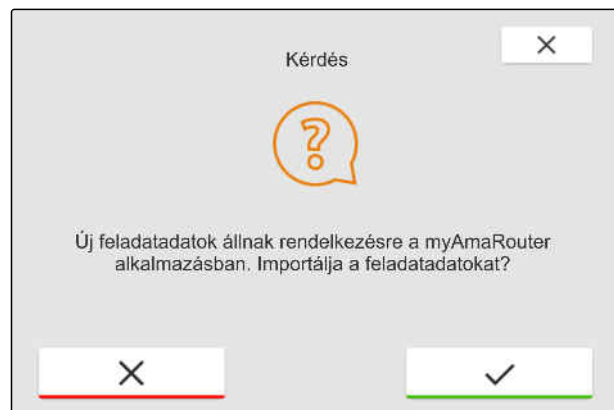 Kérdés
Új feladatadatok állnak rendelkezésre a myAmaRouter
alkalmazásban. Importálja a feladatadatokat?